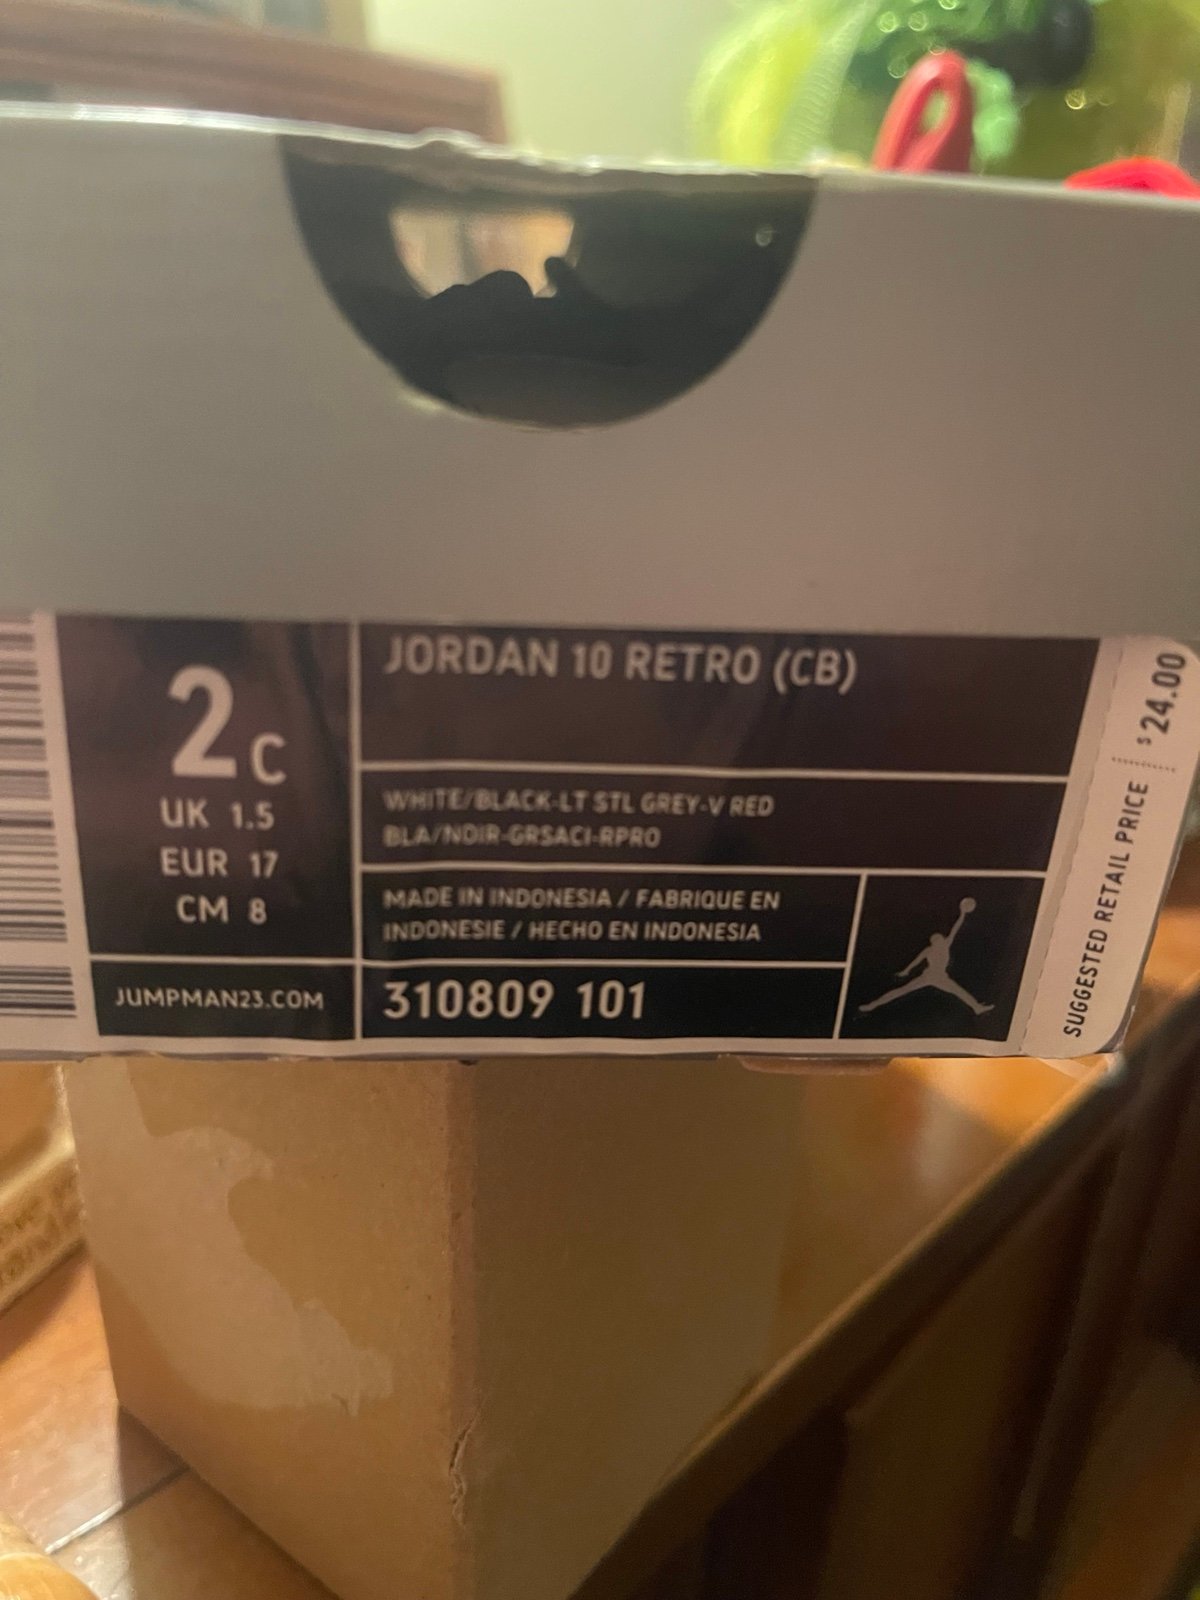 2C
UK 1.5
EUR 17
CM 8
JUMPMAN23.COM
JORDAN 10 RETRO (CB)
WHITE/BLACK-LT STL GREY-V RED
BLA/NOIR-GRSACI-RPRO
MADE IN INDONESIA / FABRIQUE EN
INDONESIE / HECHO EN INDONESIA
310809 101
SUGGESTED RETAIL PRICE $24.00